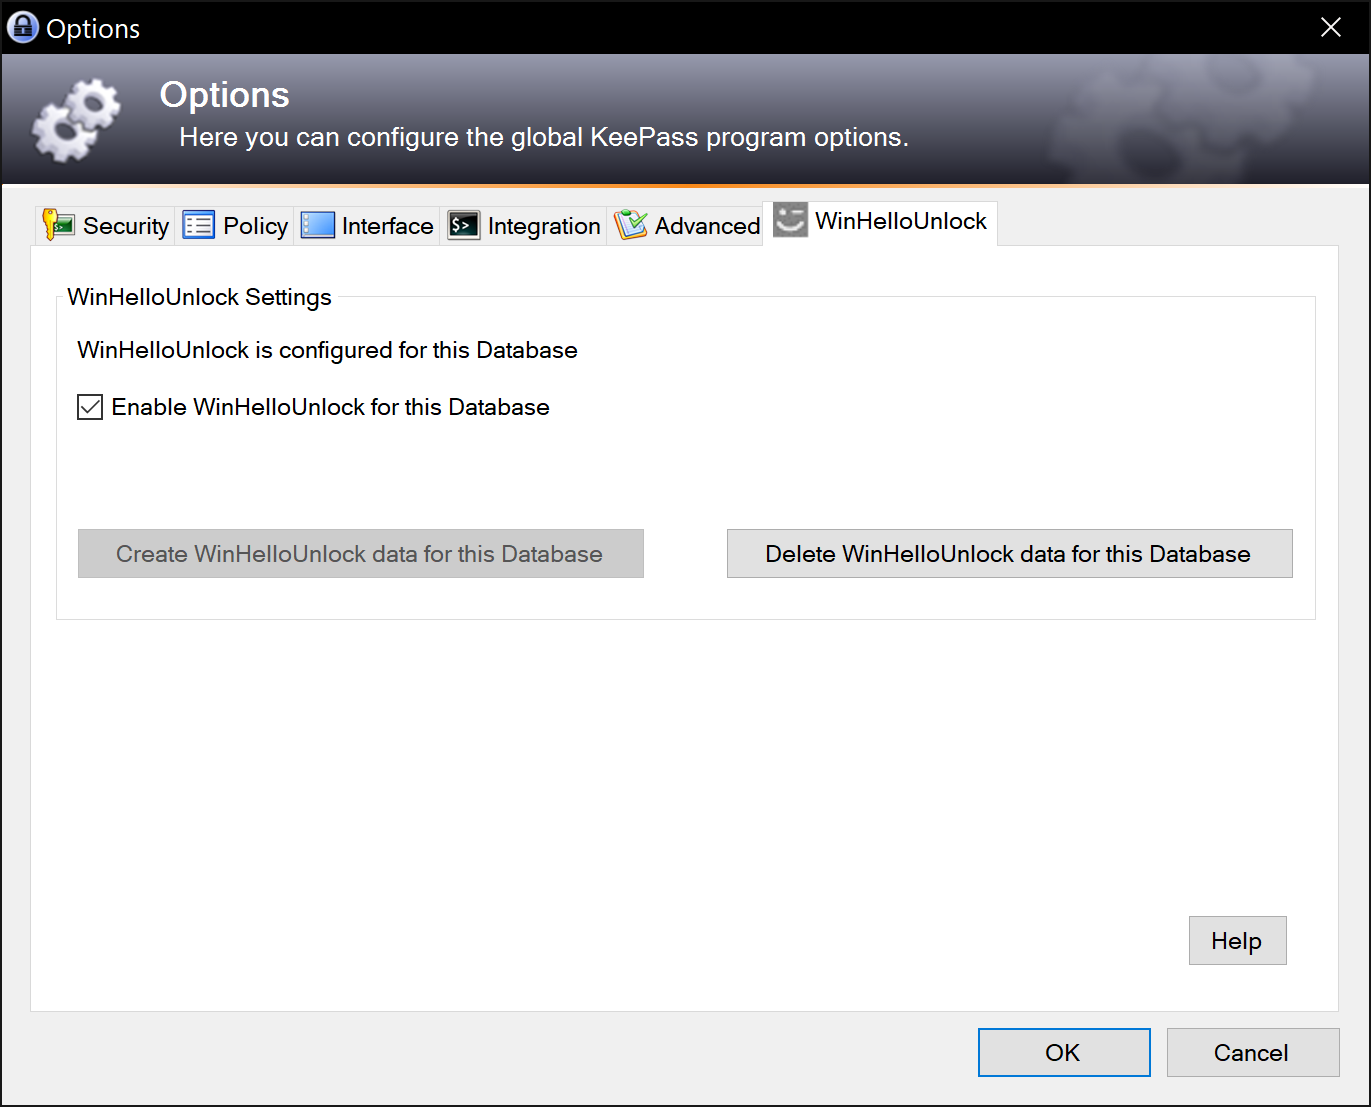 Options
Options
Here you can configure the global KeePass program options.
Security Policy Interface $> Integration Advanced WinHelloUnlock
WinHelloUnlock Settings
WinHelloUnlock is configured for this Database
Enable WinHelloUnlock for this Database
Create WinHelloUnlock data for this Database Delete WinHelloUnlock data for this Database
Help
OK Cancel